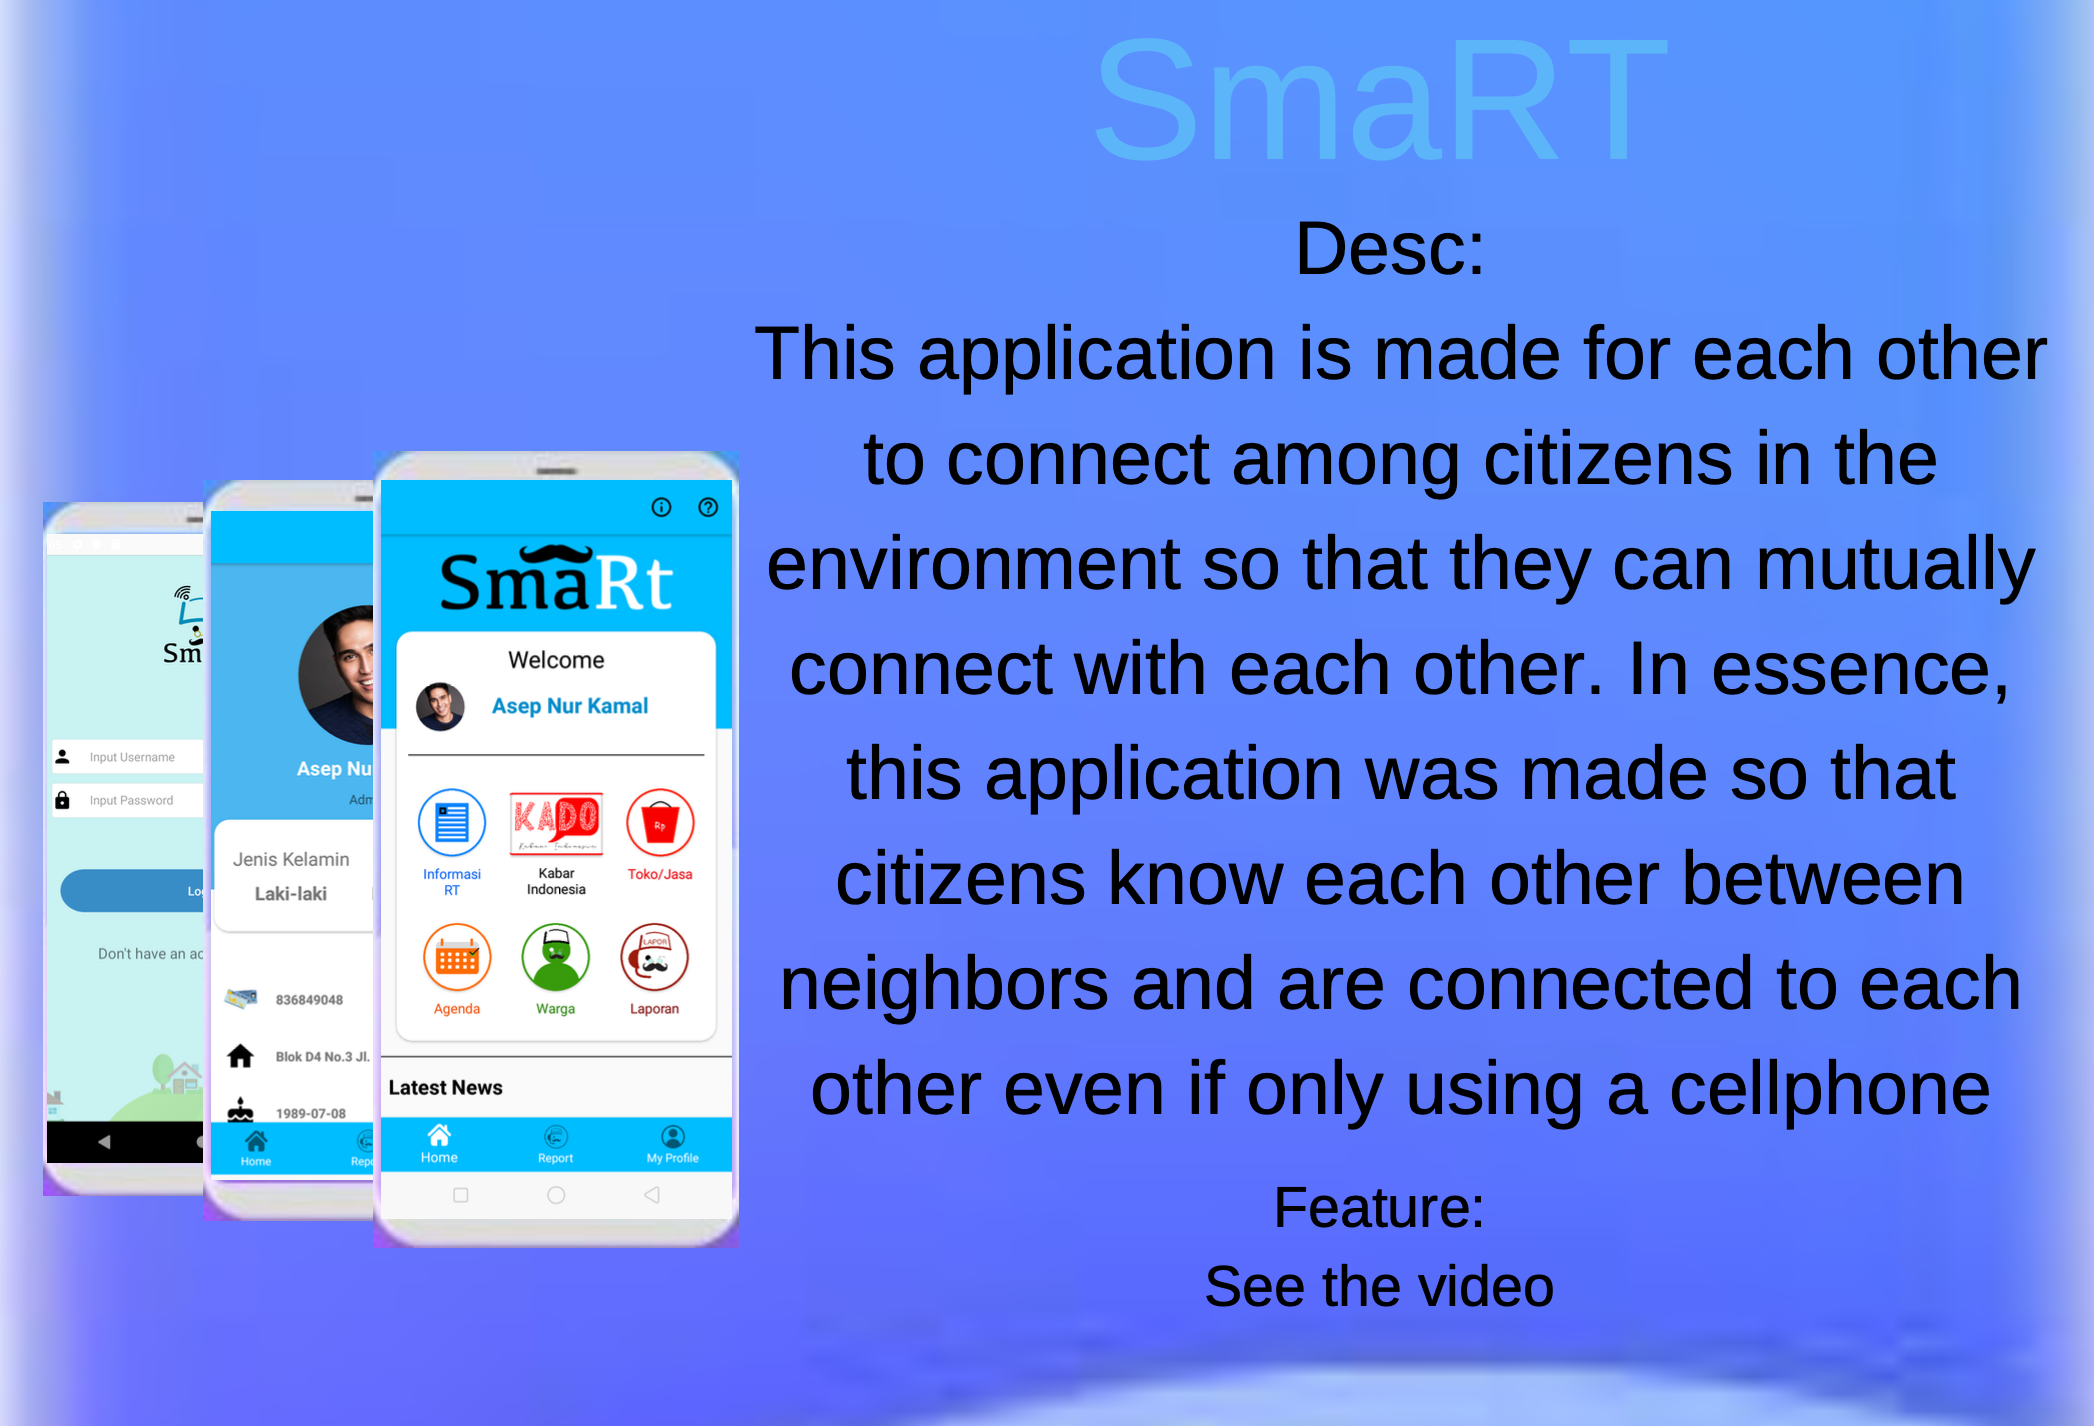 SmaRT
Desc:
This application is made for each other
to connect among citizens in the
environment so that they can mutually
connect with each other. In essence,
this application was made so that
citizens know each other between
neighbors and are connected to each
other even if only using a cellphone
Feature:
See the video
Sm
Input Username
Input Password
Lo
Don't have an ac
Asep Nu
Adm
Jenis Kelamin
Laki-laki
836849048
Blok D4 No.3 Jl.
1989-07-08
Home
Repo
SmaRt
Welcome
Asep Nur Kamal
KADO
Kabar Indonesia
Rp
Informasi
RT
Kabar
Indonesia
Toko/Jasa
LAPOR
Agenda
Warga
Laporan
Latest News
Home
Report
My Profile